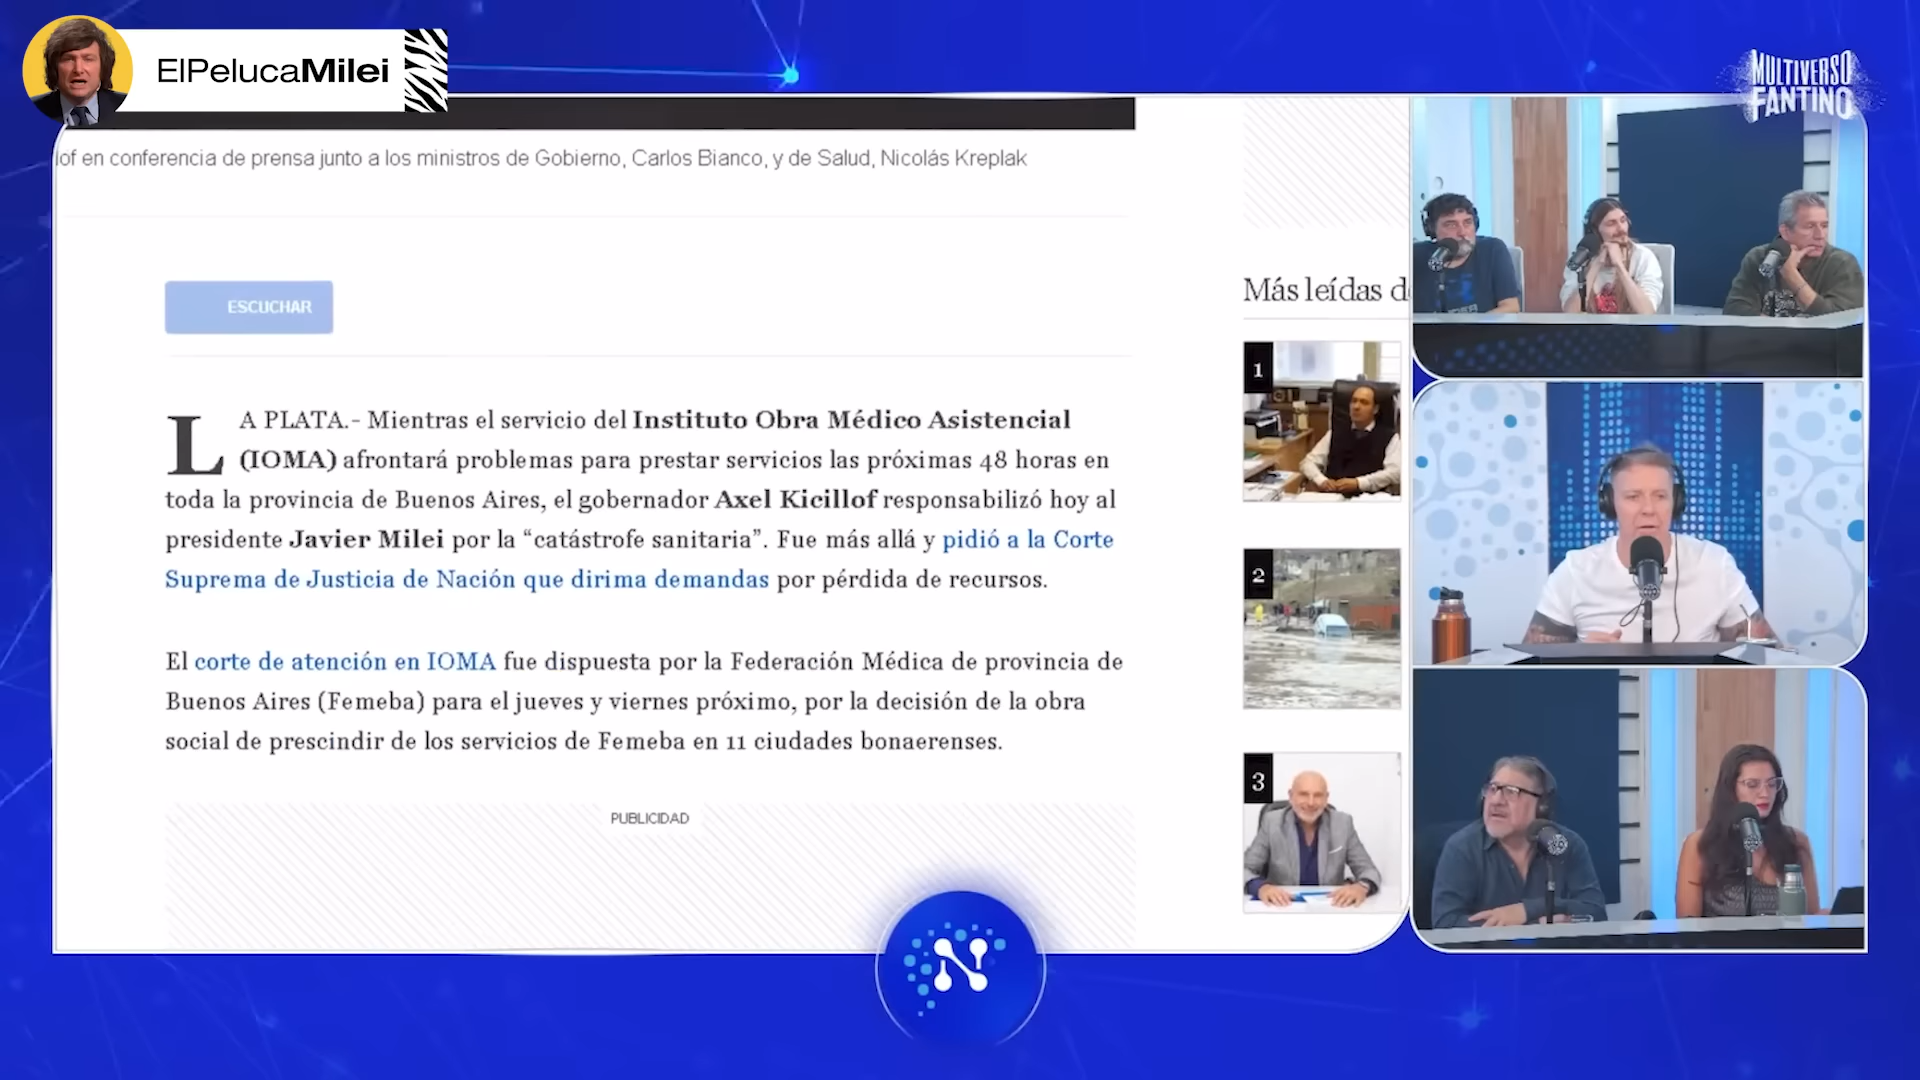 ElPelucaMilei
MULTIVERSO
FANTINO
lof en conferencia de prensa junto a los ministros de Gobierno, Carlos Bianco, y de Salud, Nicolás Kreplak
ESCUCHAR
LA PLATA.- Mientras el servicio del Instituto Obra Médico Asistencial
(IOMA) afrontará problemas para prestar servicios las próximas 48 horas en
toda la provincia de Buenos Aires, el gobernador Axel Kicillof responsabilizó hoy al
presidente Javier Milei por la “catástrofe sanitaria”. Fue más allá y pidió a la Corte
Suprema de Justicia de Nación que dirima demandas por pérdida de recursos.
El corte de atención en IOMA fue dispuesta por la Federación Médica de provincia de
Buenos Aires (Femeba) para el jueves y viernes próximo, por la decisión de la obra
social de prescindir de los servicios de Femeba en 11 ciudades bonaerenses.
PUBLICIDAD
Más leídas d
1
2
3
N